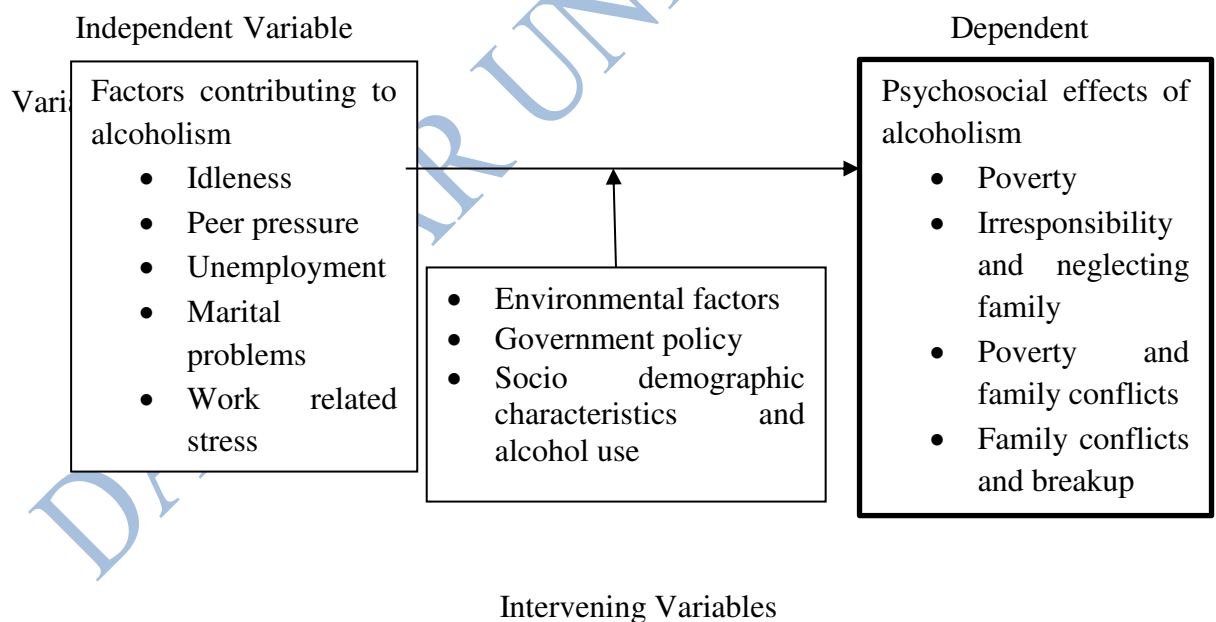 Independent Variable
Dependent
Factors contributing to
alcoholism
• Idleness
• Peer pressure
• Unemployment
• Marital
problems
• Work related
stress
• Environmental factors
• Government policy
• Socio demographic
characteristics and
alcohol use
Psychosocial effects of
alcoholism
• Poverty
• Irresponsibility
and neglecting
family
• Poverty and
family conflicts
• Family conflicts
and breakup
Intervening Variables